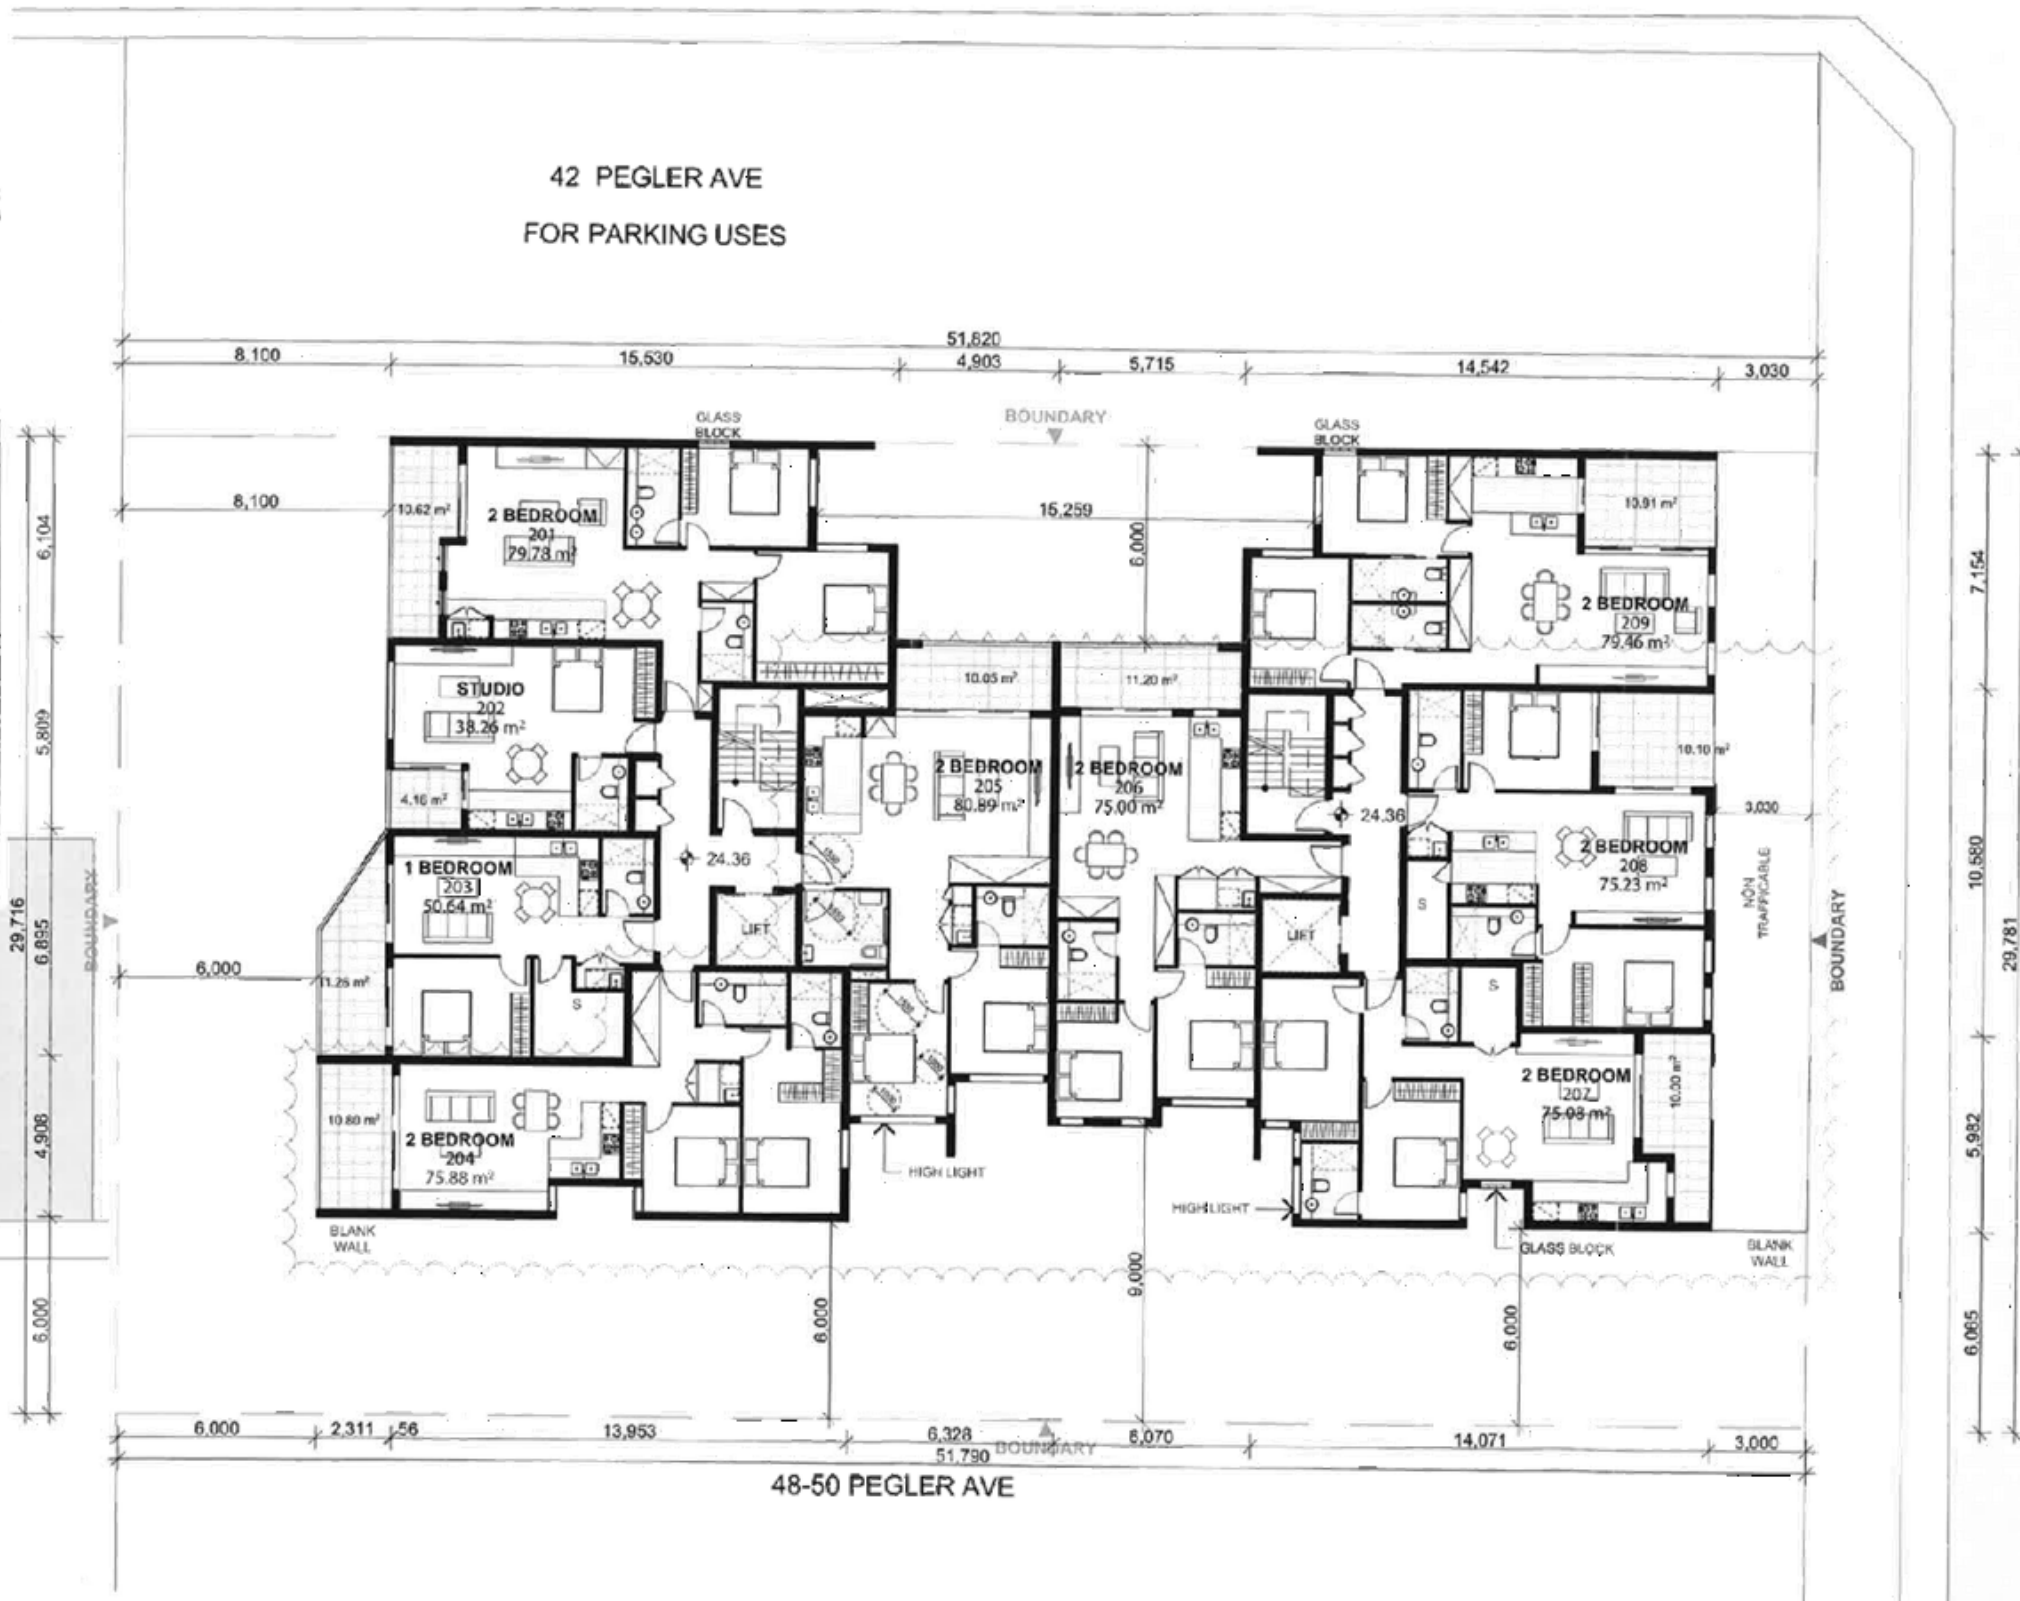 42 PEGLER AVE
FOR PARKING USES
51,820
8,100
15,530
4,903
5,715
14,542
3,030
GLASS
BLOCK
BOUNDARY
GLASS
BLOCK
8,100
10.62 m²
2 BEDROOM
201
79.78 m²
15,259
6,000
10.91 m²
2 BEDROOM
209
79.46 m²
6,104
7,154
STUDIO
202
38.26 m²
4.16 m²
10.05 m²
11.20 m²
2 BEDROOM
205
80.89 m²
2 BEDROOM
206
75.00 m²
10.10 m²
24.36
3,030
5,809
24.36
1 BEDROOM
203
50.64 m²
2 BEDROOM
208
75.23 m²
NON
TRAFFICABLE
BOUNDARY
BOUNDARY
29,716
6,895
10,580
29,781
LIFT
LIFT
S
6,000
11.26 m²
S
S
1550
1550
1550
2 BEDROOM
207
75.03 m²
10.00 m²
10.80 m²
2 BEDROOM
204
75.88 m²
4,908
5,982
HIGH LIGHT
HIGH LIGHT
GLASS BLOCK
BLANK
WALL
BLANK
WALL
6,000
6,000
9,000
6,000
6,065
6,000
2,311
56
13,953
6,328
6,070
14,071
3,000
BOUNDARY
51,790
48-50 PEGLER AVE